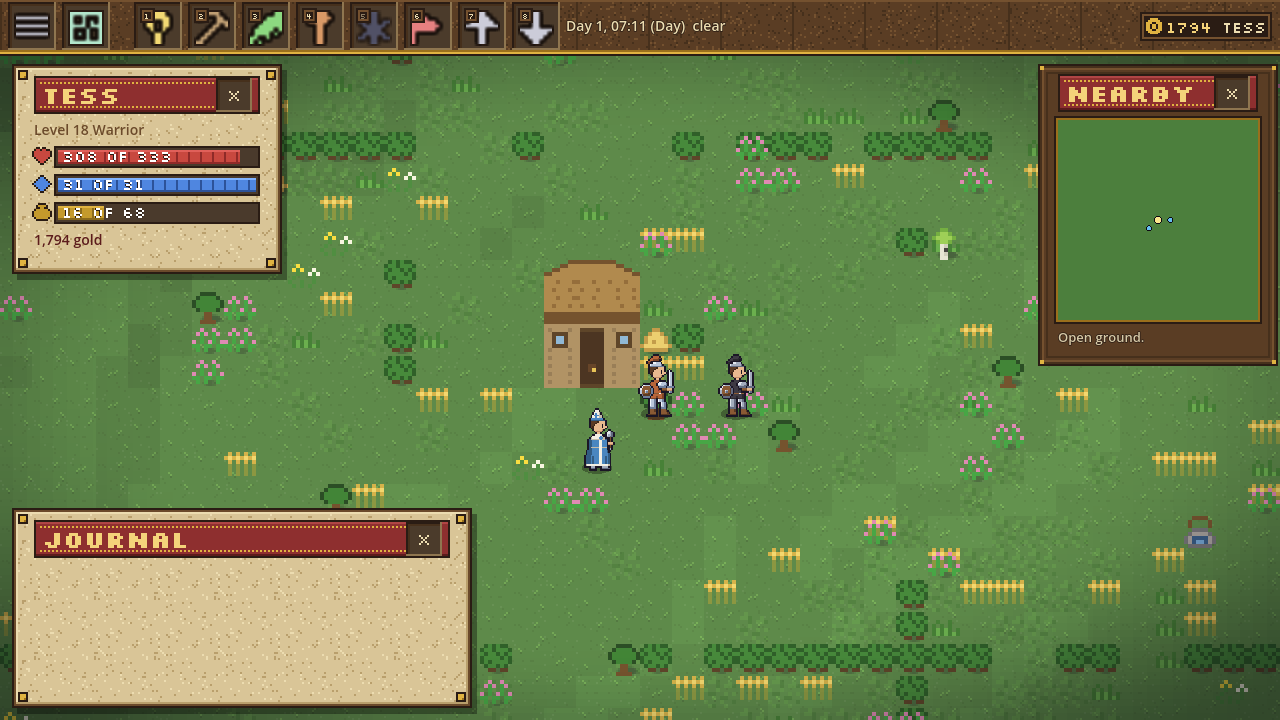 1 2 3 4 5 6 7 8
Day 1, 07:11 (Day) clear
1794 TESS
TESS
Level 18 Warrior
308 OF 333
31 OF 31
16 OF 68
1,794 gold
NEARBY
Open ground.
JOURNAL